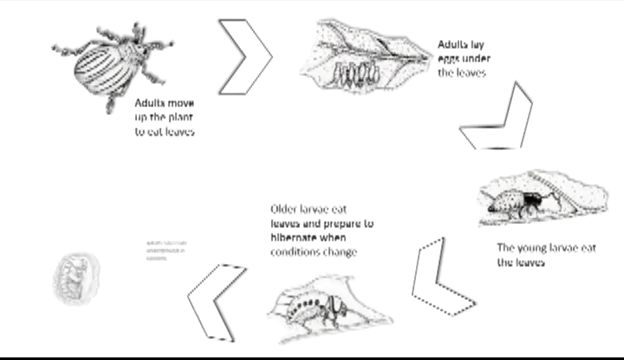 Adults move
up the plant
to eat leaves
Adults lay
eggs under
the leaves
The young larvae eat
the leaves
Older larvae eat
leaves and prepare to
hibernate when
conditions change